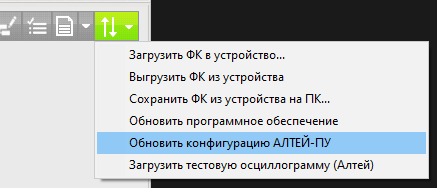 Загрузить ФК в устройство...
Выгрузить ФК из устройства
Сохранить ФК из устройства на ПК...
Обновить программное обеспечение
Обновить конфигурацию АЛТЕЙ-ПУ
Загрузить тестовую осциллограмму (Алтей)